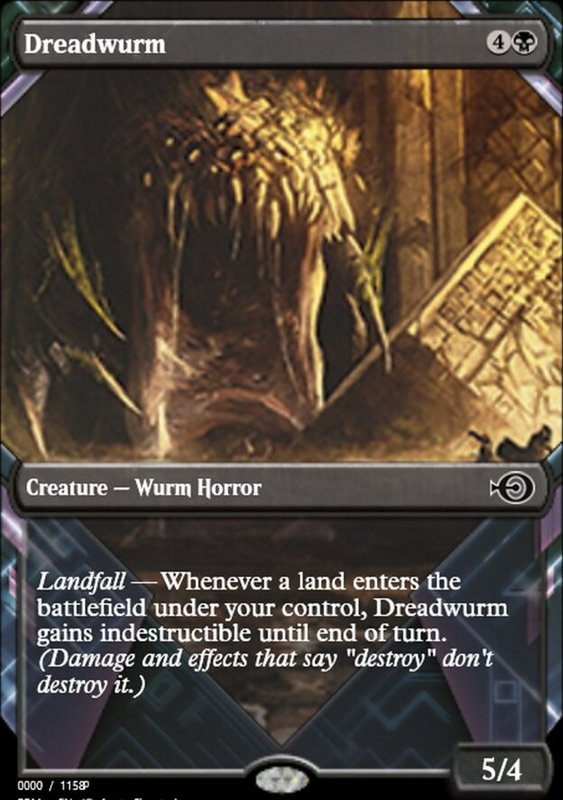 Dreadwurm 4
Creature — Wurm Horror
Landfall — Whenever a land enters the
battlefield under your control, Dreadwurm
gains indestructible until end of turn.
(Damage and effects that say "destroy" don't
destroy it.)
5/4
0000 / 1158P